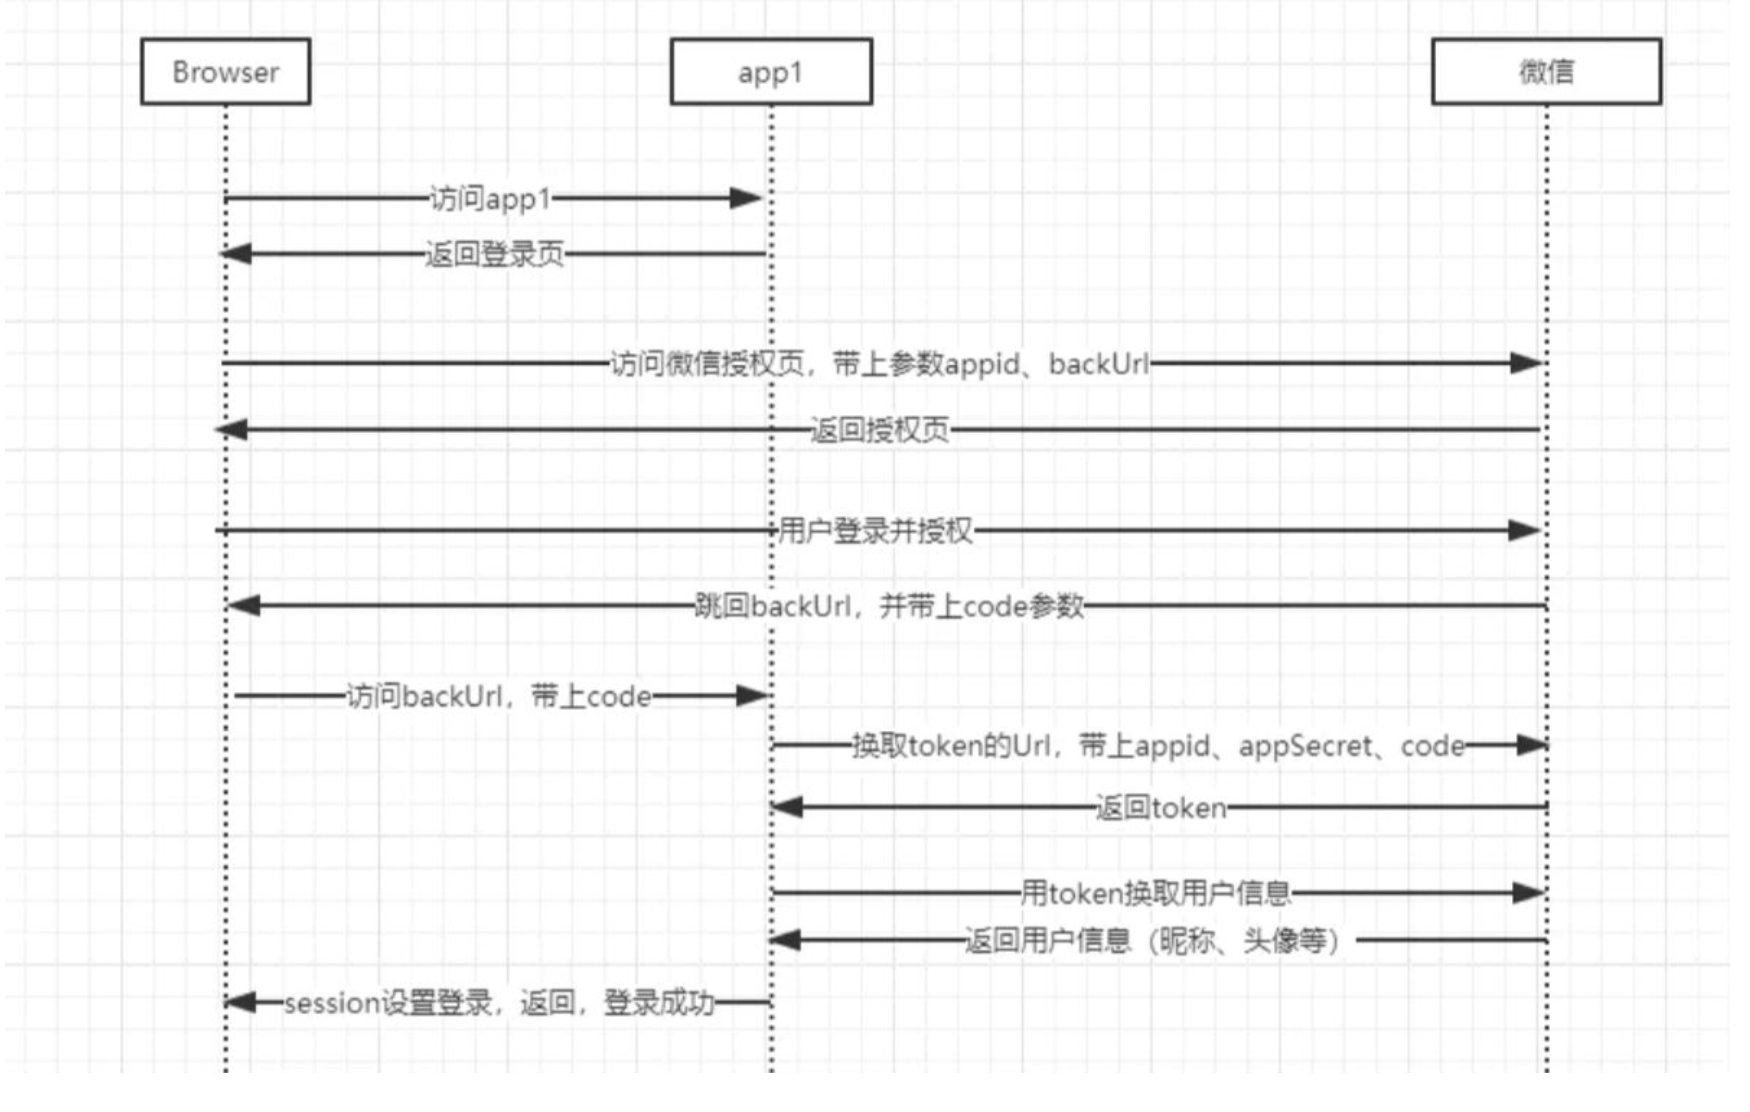 Browser
app1
微信
访问app1
返回登录页
访问微信授权页，带上参数appid、backUrl
返回授权页
用户登录并授权
跳回backUrl，并带上code参数
访问backUrl，带上code
换取token的Url，带上appid、appSecret、code
返回token
用token换取用户信息
返回用户信息（昵称、头像等）
session设置登录，返回，登录成功